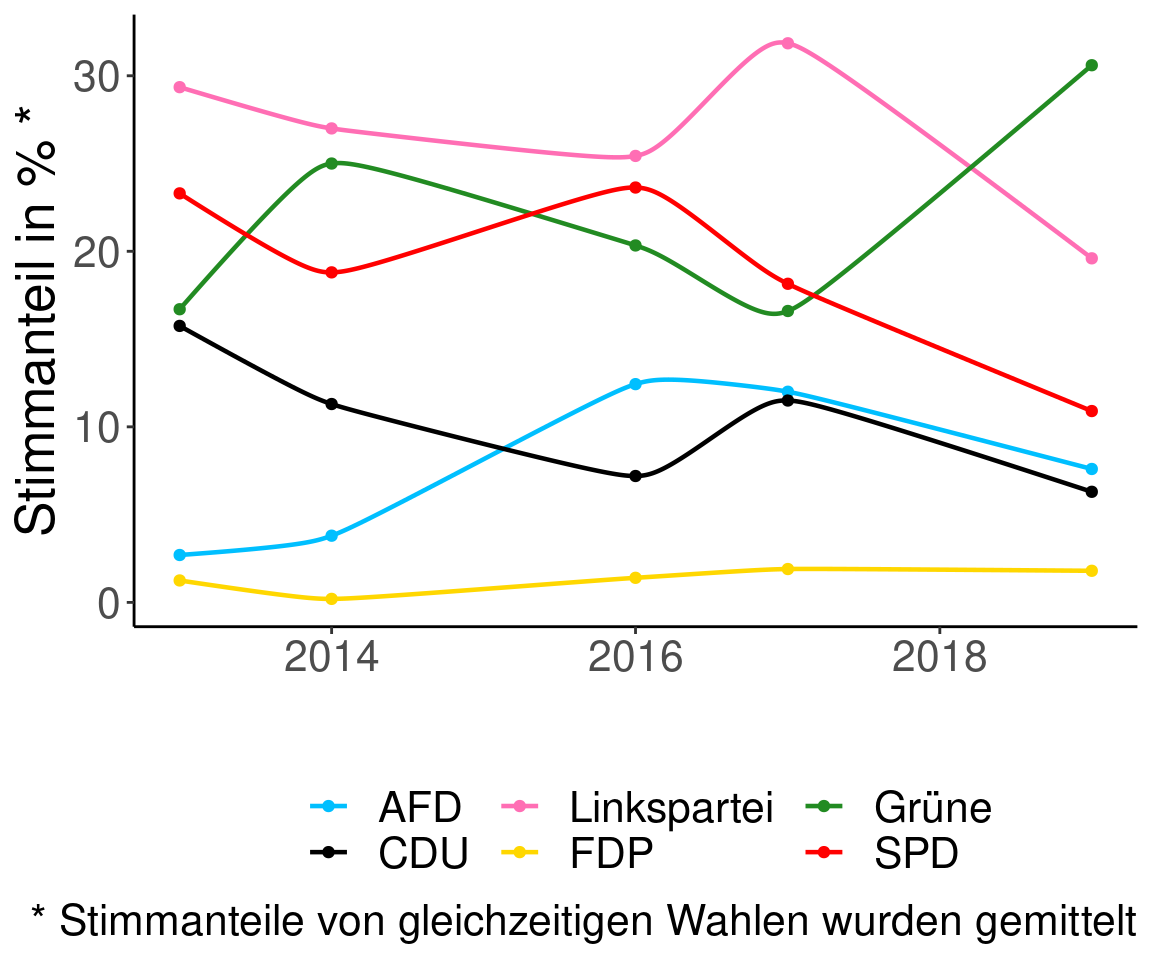 Stimmanteil in % *
30
20
10
0
2014 2016 2018
AFD Linkspartei Grüne
CDU FDP SPD
* Stimmanteile von gleichzeitigen Wahlen wurden gemittelt